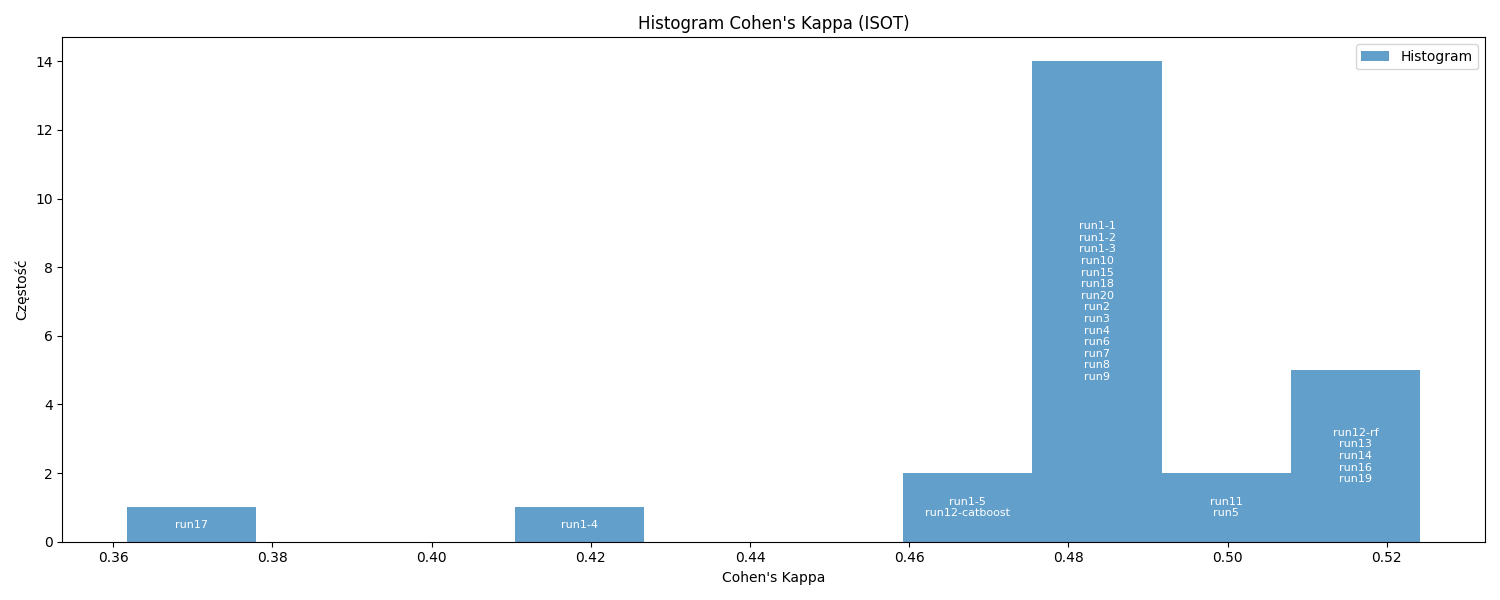 Histogram Cohen's Kappa (ISOT)
Histogram
Częstość
14
12
10
8
6
4
2
0
run17
run1-4
run1-5
run12-catboost
run1-1
run1-2
run1-3
run10
run15
run18
run20
run2
run3
run4
run6
run7
run8
run9
run11
run5
run12-rf
run13
run14
run16
run19
0.36 0.38 0.40 0.42 0.44 0.46 0.48 0.50 0.52
Cohen's Kappa